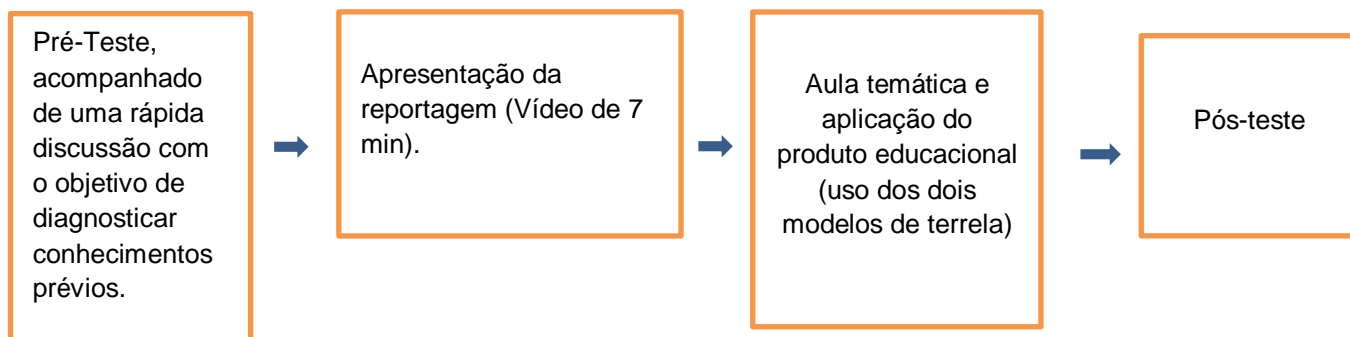 Pré-Teste,
acompanhado
de uma rápida
discussão com
o objetivo de
diagnosticar
conhecimentos
prévios.
Apresentação da
reportagem (Vídeo de 7
min).
Aula temática e
aplicação do
produto educacional
(uso dos dois
modelos de terrela)
Pós-teste